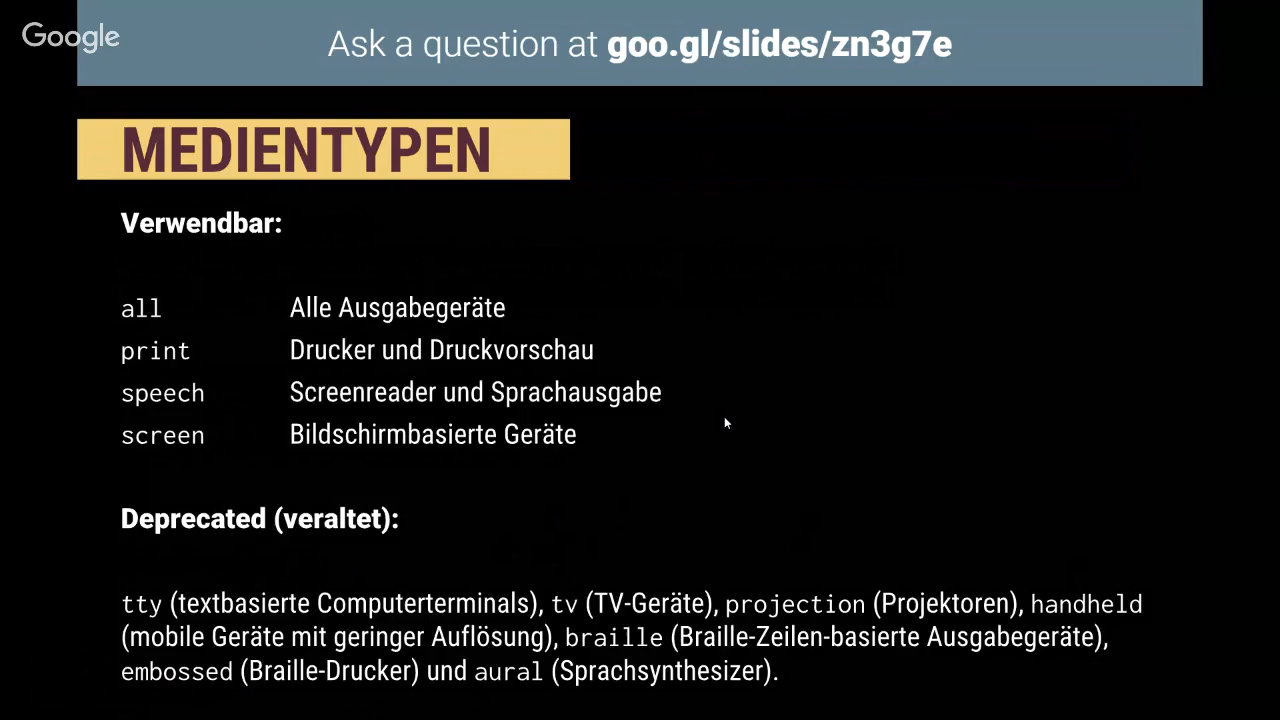 Google
Ask a question at goo.gl/slides/zn3g7e
MEDIENTYPEN
Verwendbar:
all Alle Ausgabegeräte
print Drucker und Druckvorschau
speech Screenreader und Sprachausgabe
screen Bildschirmbasierte Geräte
Deprecated (veraltet):
tty (textbasierte Computerterminals), tv (TV-Geräte), projection (Projektoren), handheld
(mobile Geräte mit geringer Auflösung), braille (Braille-Zeilen-basierte Ausgabegeräte),
embossed (Braille-Drucker) und aural (Sprachsynthesizer).